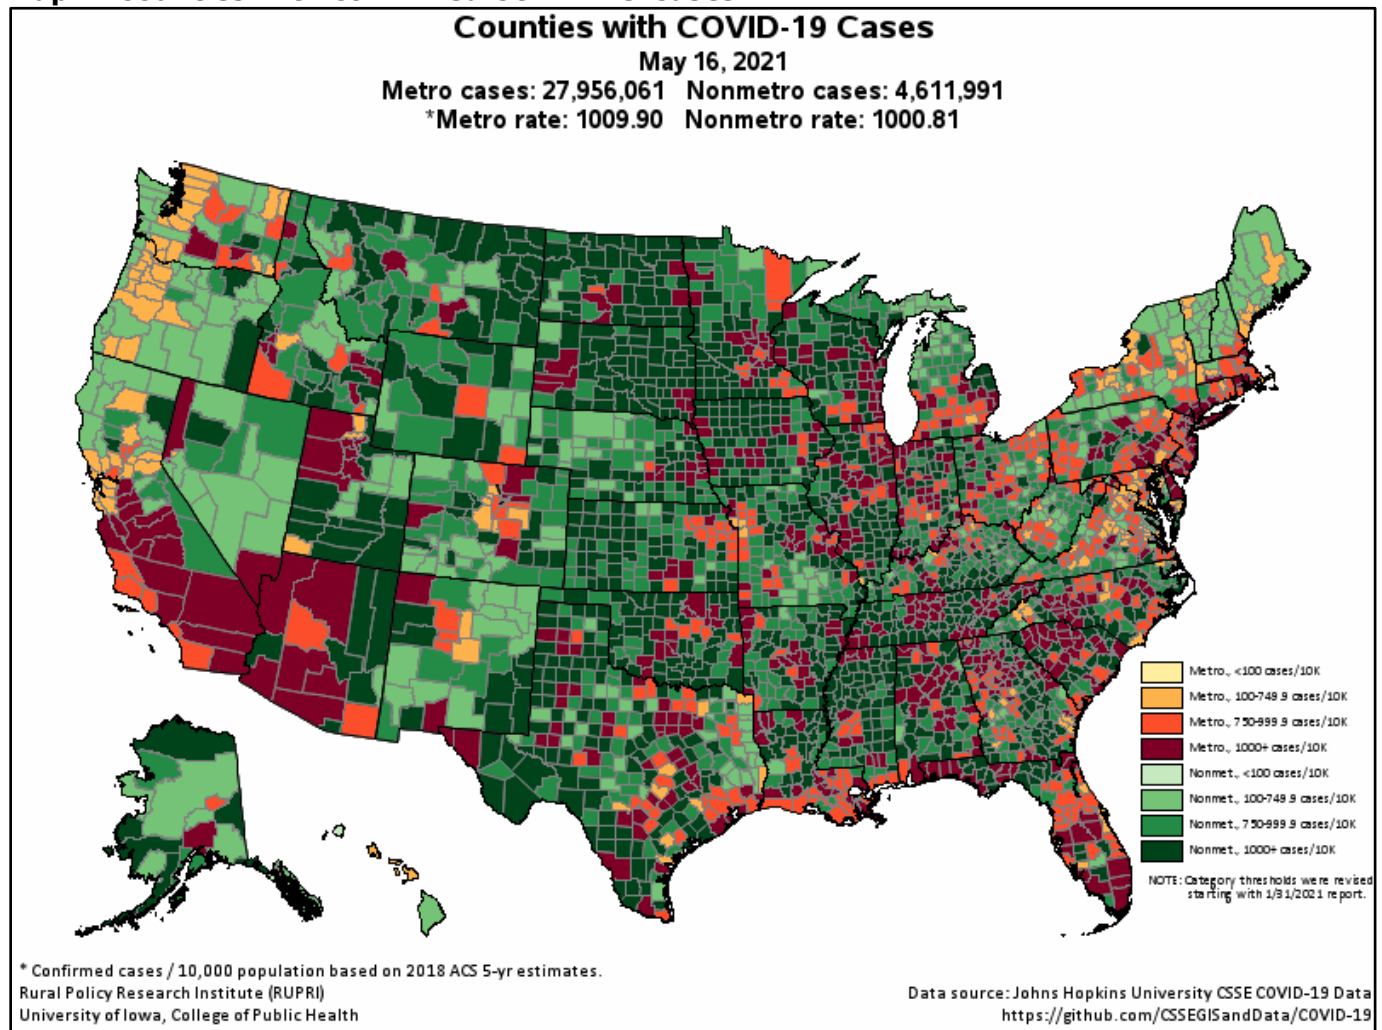 Counties with COVID-19 Cases
May 16, 2021
Metro cases: 27,956,061 Nonmetro cases: 4,611,991
*Metro rate: 1009.90 Nonmetro rate: 1000.81
Metro., <100 cases/10K
Metro., 100-749.9 cases/10K
Metro., 750-999.9 cases/10K
Metro., 1000+ cases/10K
Nonmet., <100 cases/10K
Nonmet., 100-749.9 cases/10K
Nonmet., 750-999.9 cases/10K
Nonmet., 1000+ cases/10K
NOTE: Category thresholds were revised
starting with 1/31/2021 report.
* Confirmed cases / 10,000 population based on 2018 ACS 5-yr estimates.
Rural Policy Research Institute (RUPRI)
University of Iowa, College of Public Health
Data source: Johns Hopkins University CSSE COVID-19 Data
https://github.com/CSSEGISandData/COVID-19